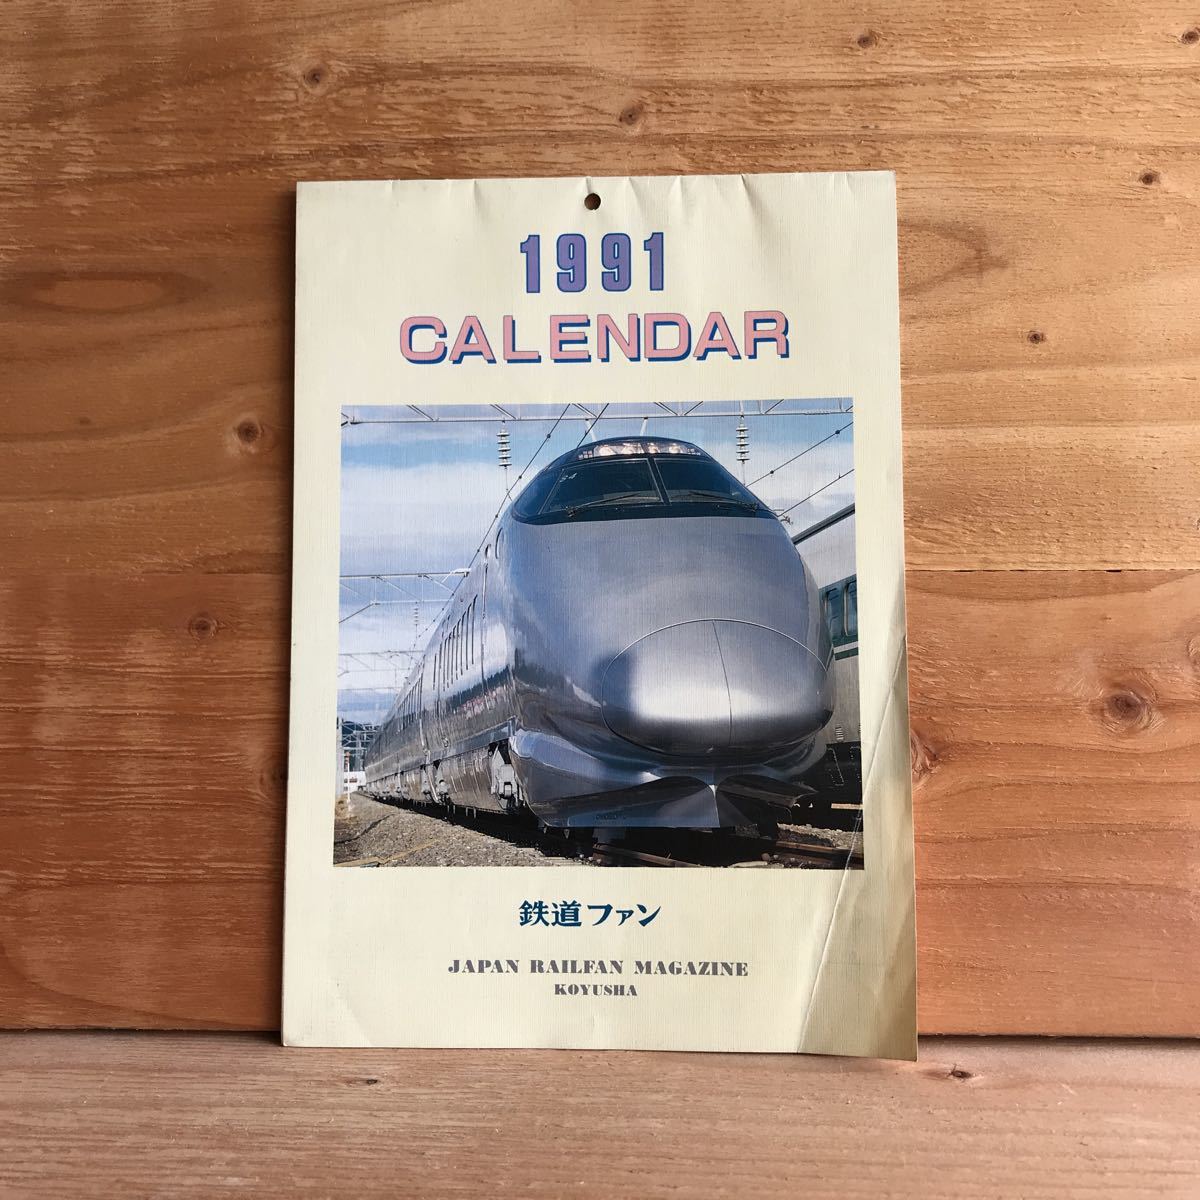 1991
CALENDAR
鉄道ファン
JAPAN RAILFAN MAGAZINE
KOYUSHA